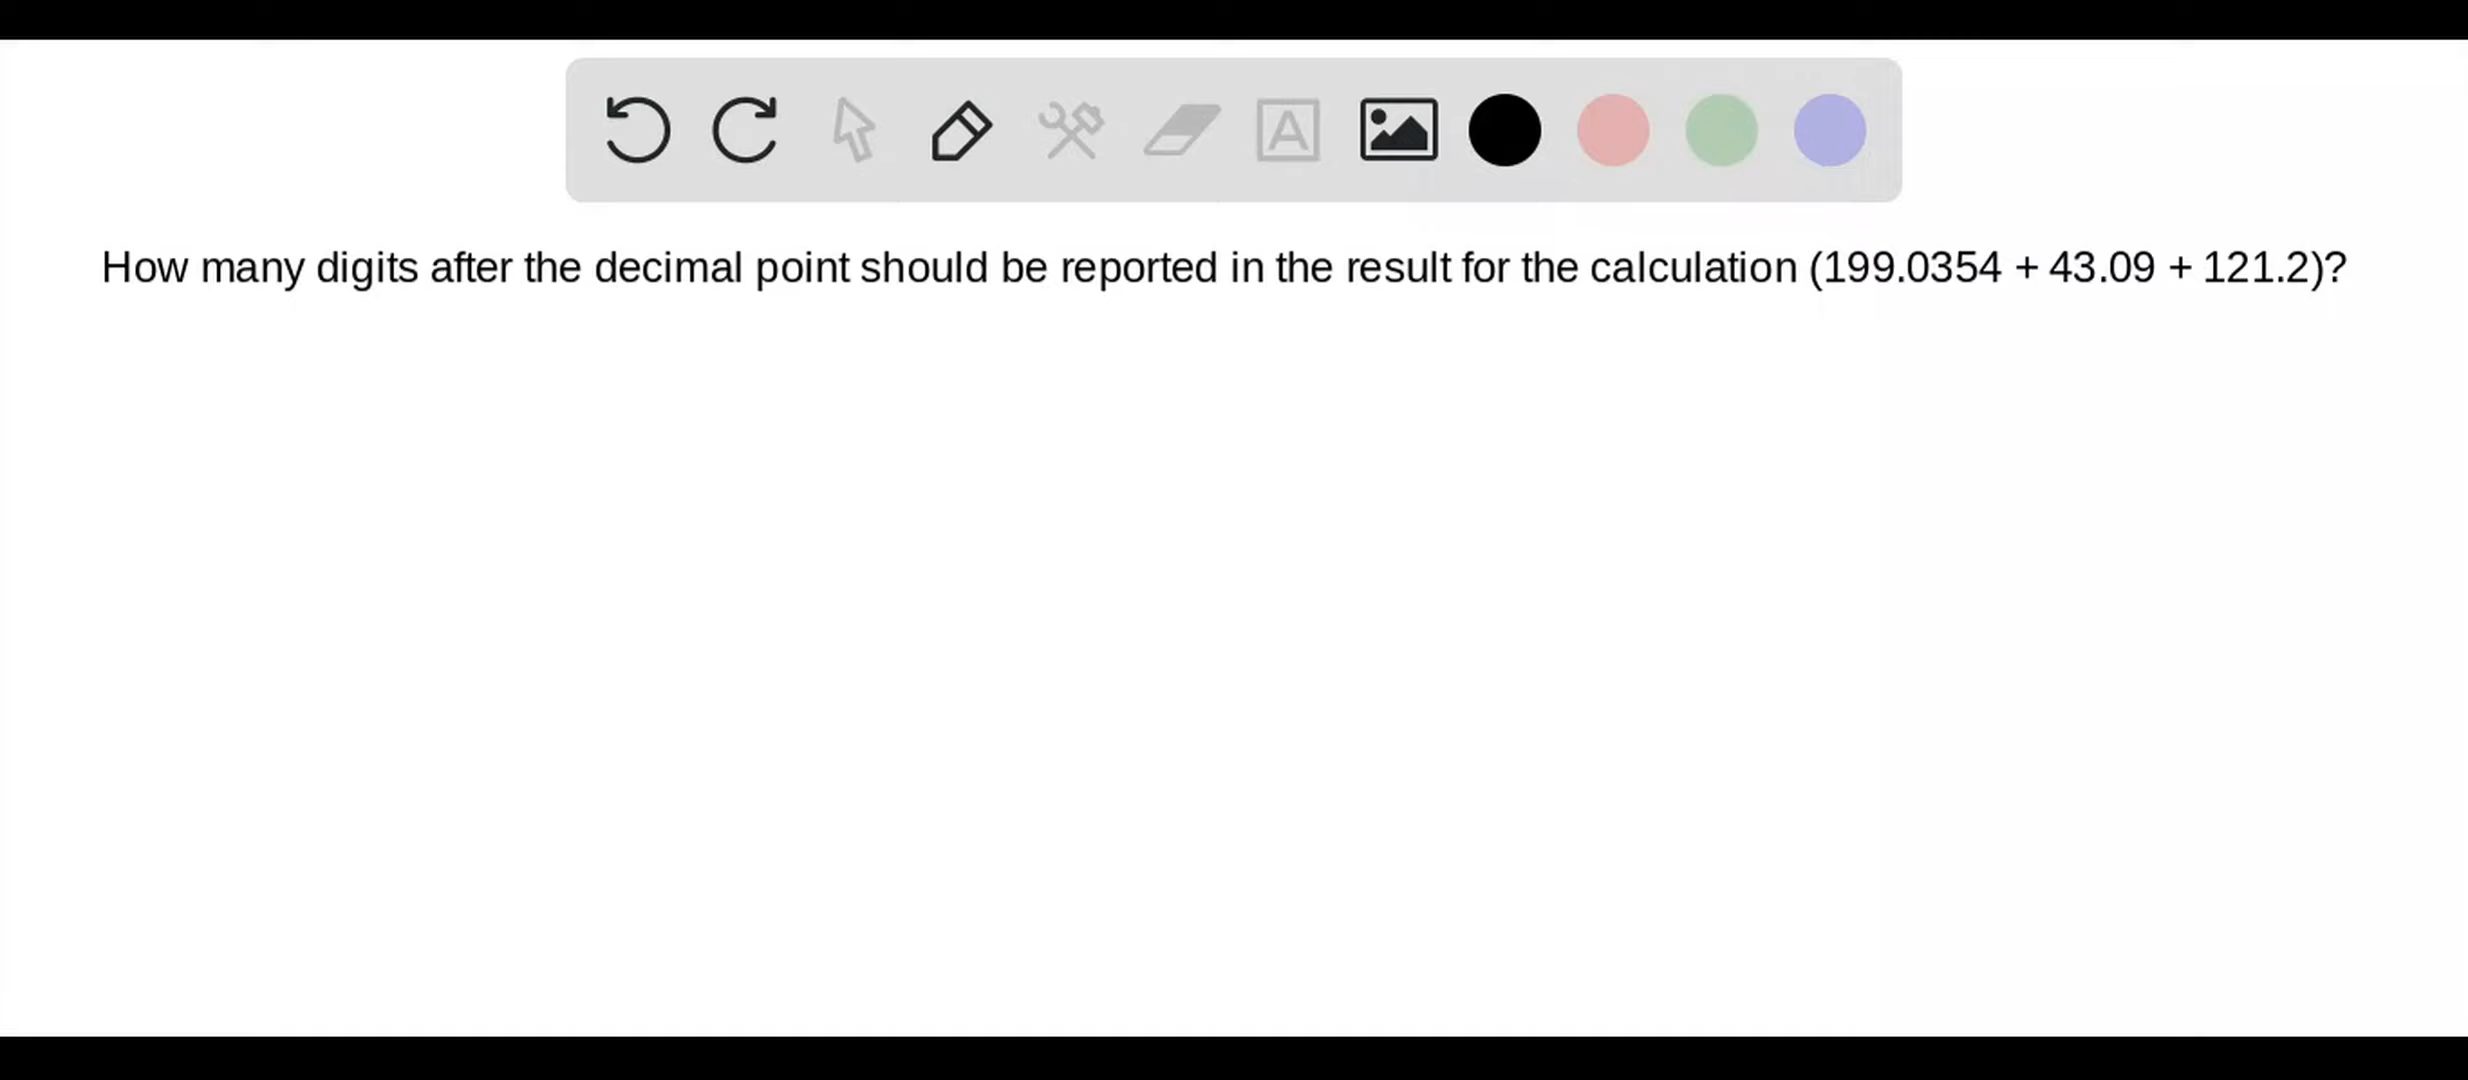 A
How many digits after the decimal point should be reported in the result for the calculation (199.0354 + 43.09 + 121.2)?